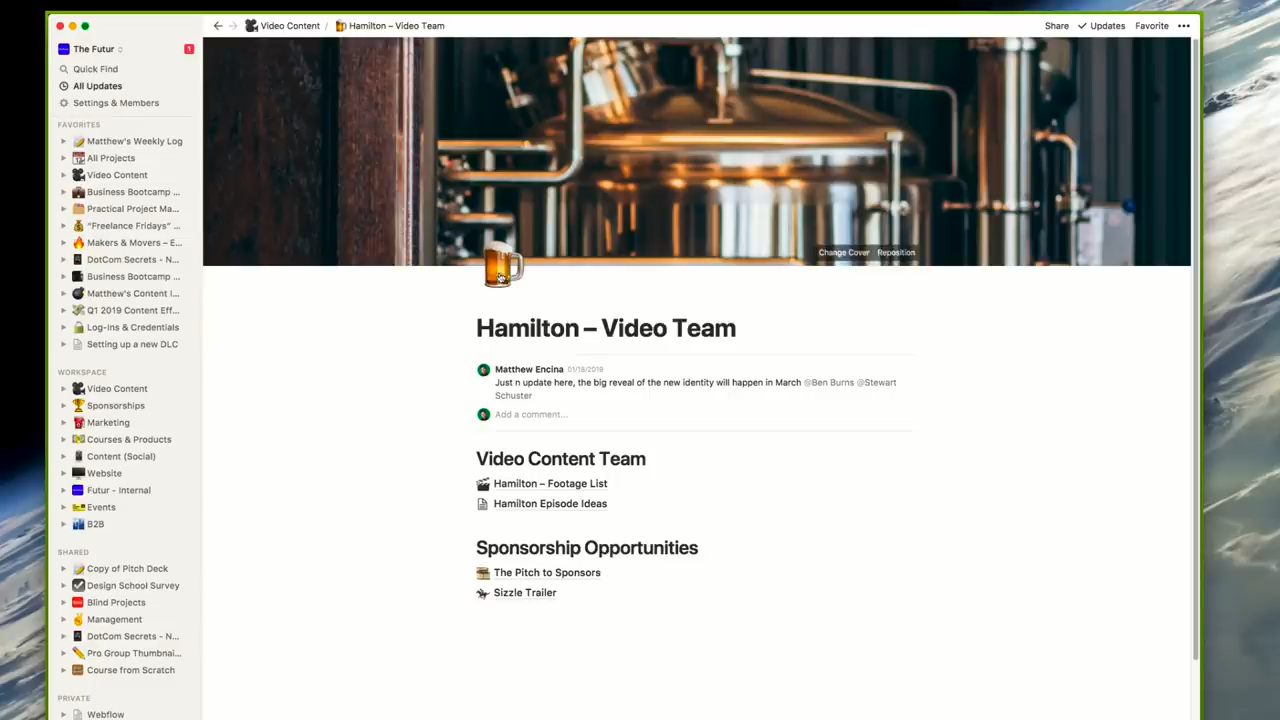 Video Content / Hamilton – Video Team
Share Updates Favorite •••
The Futur 1
Quick Find
All Updates
Settings & Members
FAVORITES
Matthew's Weekly Log
All Projects
Video Content
Business Bootcamp ...
Practical Project Ma...
"Freelance Fridays" ...
Makers & Movers – E...
DotCom Secrets - N...
Business Bootcamp ...
Matthew's Content I...
Q1 2019 Content Eff...
Log-Ins & Credentials
Setting up a new DLC
WORKSPACE
Video Content
Sponsorships
Marketing
Courses & Products
Content (Social)
Website
Futur - Internal
Events
B2B
SHARED
Copy of Pitch Deck
Design School Survey
Blind Projects
Management
DotCom Secrets - N...
Pro Group Thumbnai...
Course from Scratch
PRIVATE
Webflow
Change Cover Reposition
Hamilton – Video Team
Matthew Encina 01/18/2019
Just n update here, the big reveal of the new identity will happen in March @Ben Burns @Stewart
Schuster
Add a comment...
Video Content Team
Hamilton – Footage List
Hamilton Episode Ideas
Sponsorship Opportunities
The Pitch to Sponsors
Sizzle Trailer